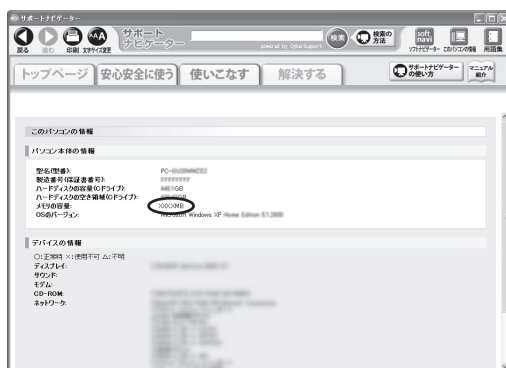 サポートナビゲーター
戻る 進む 印刷 文字サイズ変更
サポート
ナビゲーター
powered by CyberSupport
検索
検索の
方法
soft
navi
ソフトナビゲーター このパソコンの情報 用語集
トップページ 安心安全に使う 使いこなす 解決する
サポートナビゲーター
の使い方
マニュアル
紹介
このパソコンの情報
パソコン本体の情報
型名(型番):
PC-
製造番号(保証書番号):
ハードディスクの容量(Cドライブ):
GB
ハードディスクの空き領域(Cドライブ):
GB
メモリの容量:
XXXXMB
OSのバージョン:
Microsoft Windows XP Home Edition 5.1.2600
デバイスの情報
○:正常時 ×:使用不可 △:不明
ディスプレイ:
サウンド:
モデム:
CD-ROM:
ネットワーク: